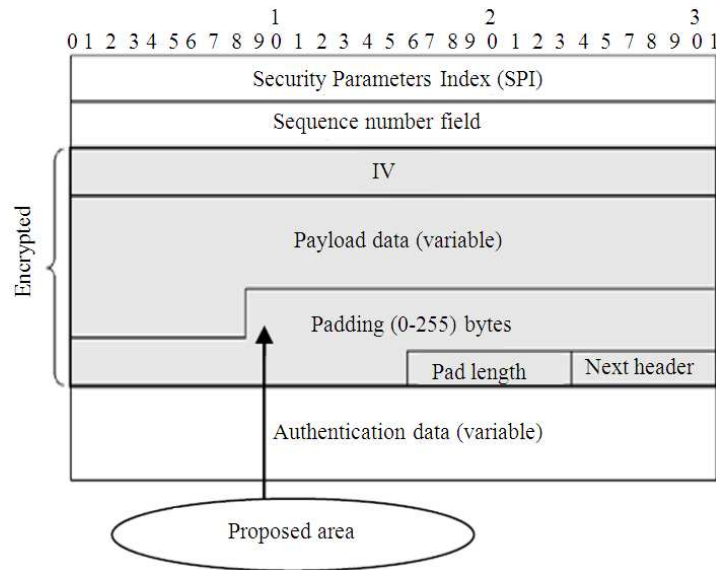 1 2 3
0 1 2 3 4 5 6 7 8 9 0 1 2 3 4 5 6 7 8 9 0 1 2 3 4 5 6 7 8 9 0 1
Security Parameters Index (SPI)
Sequence number field
IV
Encrypted
Payload data (variable)
Padding (0-255) bytes
Pad length Next header
Authentication data (variable)
Proposed area